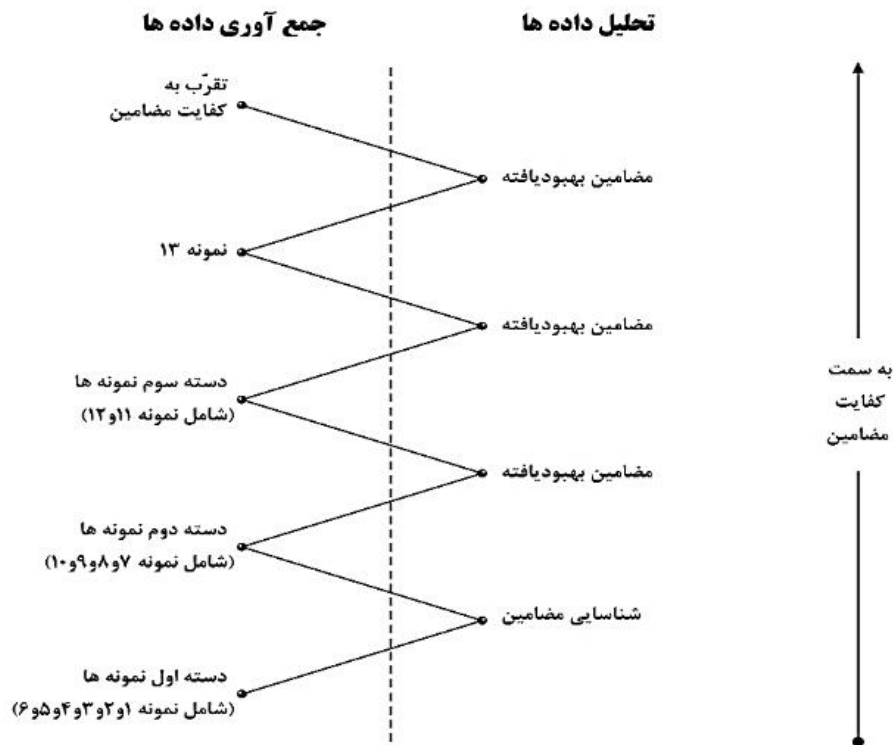 تحلیل داده ها
جمع آوری داده ها
تقرّب به
کفایت مضامین
مضامین بهبودیافته
نمونه ۱۳
مضامین بهبودیافته
به سمت
کفایت
مضامین
دسته سوم نمونه ها
(شامل نمونه ۱۱و۱۲)
مضامین بهبودیافته
دسته دوم نمونه ها
(شامل نمونه ۷و۸و۹و۱۰)
شناسایی مضامین
دسته اول نمونه ها
(شامل نمونه ۱و۲و۳و۴و۵و۶)